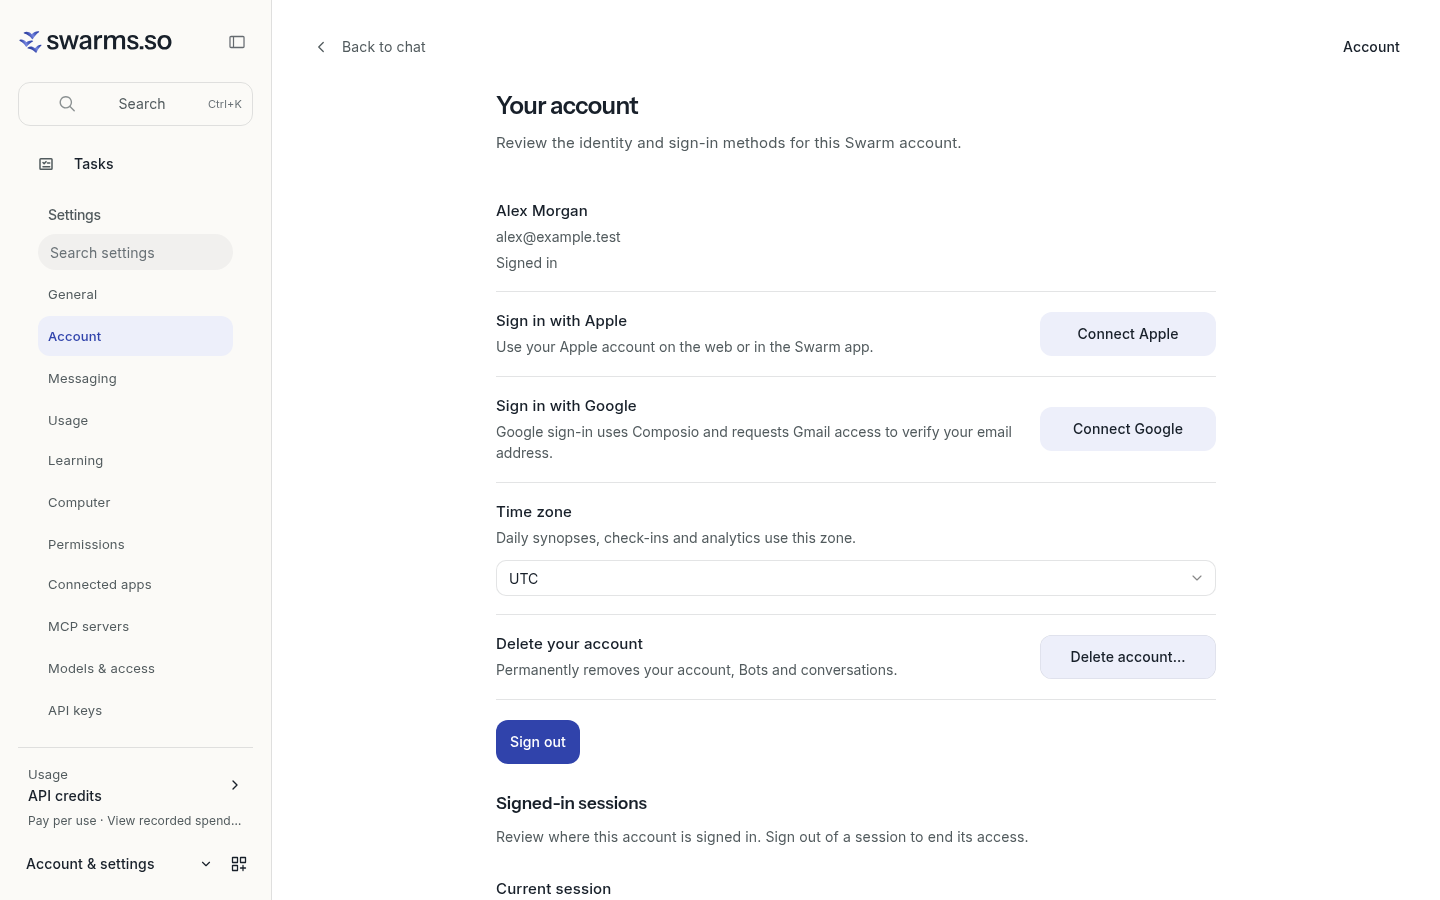 swarms.so
Search Ctrl+K
Tasks
Settings
Search settings
General
Account
Messaging
Usage
Learning
Computer
Permissions
Connected apps
MCP servers
Models & access
API keys
Usage
API credits
Pay per use · View recorded spend...
Account & settings
Back to chat
Account
Your account
Review the identity and sign-in methods for this Swarm account.
Alex Morgan
alex@example.test
Signed in
Sign in with Apple
Use your Apple account on the web or in the Swarm app.
Connect Apple
Sign in with Google
Google sign-in uses Composio and requests Gmail access to verify your email
address.
Connect Google
Time zone
Daily synopses, check-ins and analytics use this zone.
UTC
Delete your account
Permanently removes your account, Bots and conversations.
Delete account...
Sign out
Signed-in sessions
Review where this account is signed in. Sign out of a session to end its access.
Current session